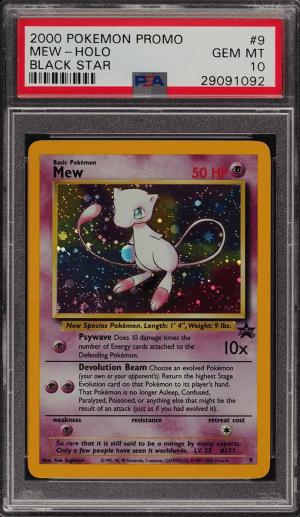 2000 POKEMON PROMO #9
MEW - HOLO GEM MT
BLACK STAR 10
PSA 29091092
Basic Pokémon
Mew 50 HP
New Species Pokémon. Length: 1' 4", Weight: 9 lbs.
Psywave Does 10 damage times the
number of Energy cards attached to the
Defending Pokémon.
10x
Devolution Beam Choose an evolved Pokémon
(your own or your opponent's). Return the highest Stage
Evolution card on that Pokémon to its player's hand.
That Pokémon is no longer Asleep, Confused,
Paralyzed, Poisoned, or anything else that might be the
result of an attack (just as if you had evolved it).
weakness resistance retreat cost
So rare that it is still said to be a mirage by many experts.
Only a few people have seen it worldwide. LV. 23 #151
Illus. Ken Sugimori
9